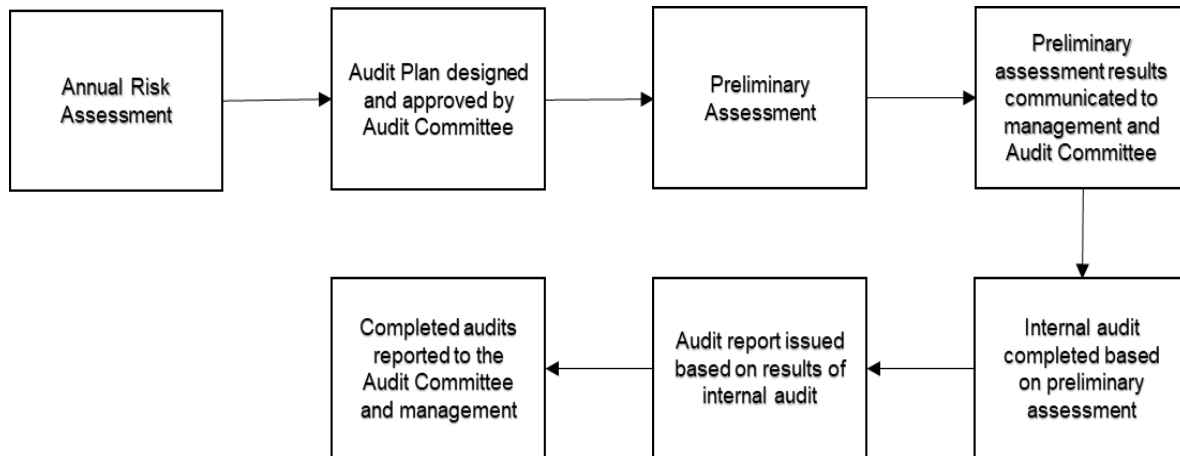 Annual Risk
Assessment
Audit Plan designed
and approved by
Audit Committee
Preliminary
Assessment
Preliminary
assessment results
communicated to
management and
Audit Committee
Internal audit
completed based
on preliminary
assessment
Audit report issued
based on results of
internal audit
Completed audits
reported to the
Audit Committee
and management